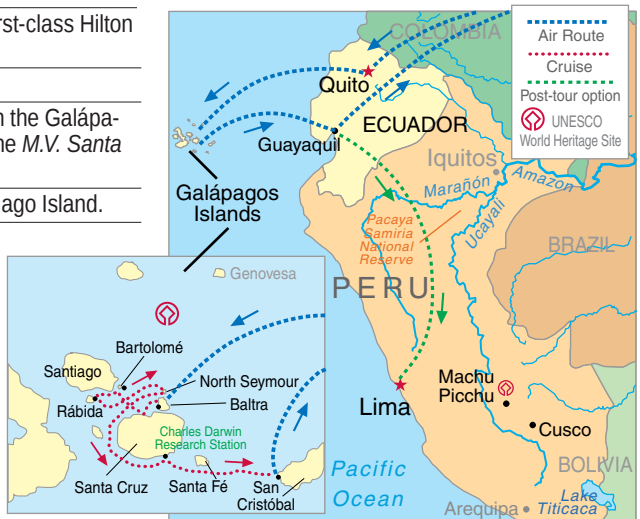 rst-class Hilton
n the Galápa-
ne M.V. Santa
ago Island.
COLOMBIA
Air Route
Cruise
Post-tour option
UNESCO
World Heritage Site
Quito
ECUADOR
Guayaquil
Iquitos
Galápagos
Islands
Marañón
Amazon
Ucayali
Pacaya
Samiria
National
Reserve
BRAZIL
PERU
Genovesa
Bartolomé
Santiago
North Seymour
Rábida
Baltra
Charles Darwin
Research Station
Santa Cruz
Santa Fé
San
Cristóbal
Machu
Picchu
Lima
Cusco
BOLIVIA
Pacific
Ocean
Lake
Titicaca
Arequipa